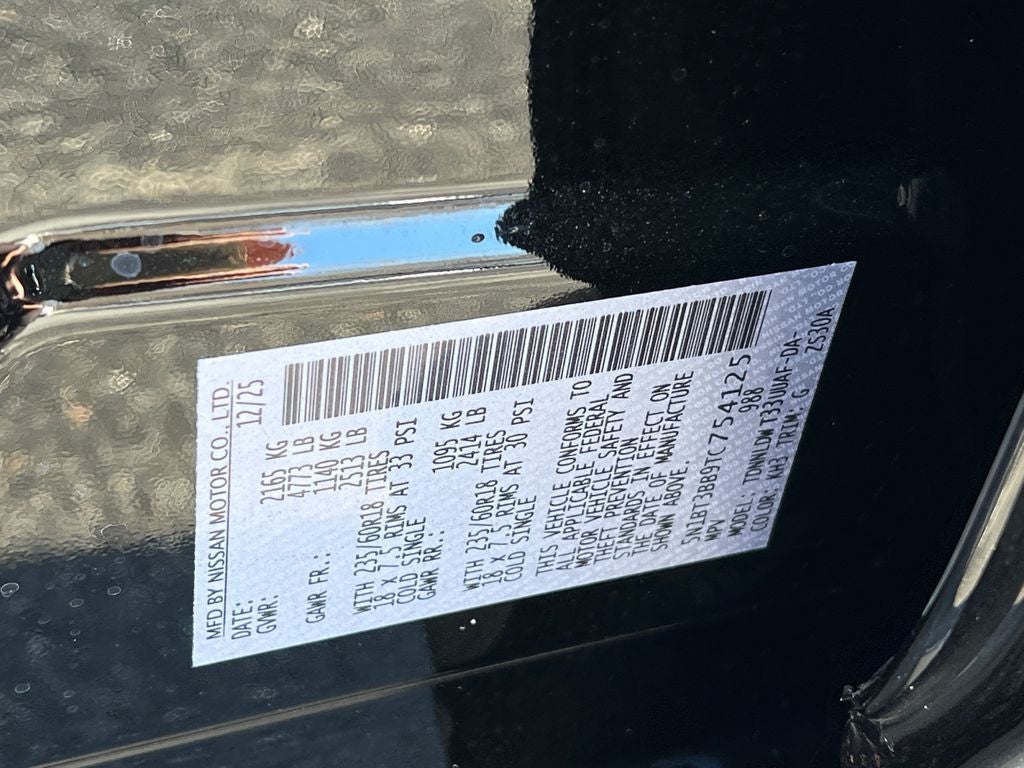 MFD BY NISSAN MOTOR CO., LTD.
DATE: 12/25
GVWR: 2165 KG
4773 LB
GAWR FR.: 1140 KG
2513 LB
WITH 235/60R18 TIRES
18 X 7.5 RIMS AT 33 PSI
COLD SINGLE
GAWR RR.: 1095 KG
2414 LB
WITH 235/60R18 TIRES
18 X 7.5 RIMS AT 30 PSI
COLD SINGLE
THIS VEHICLE CONFORMS TO
ALL APPLICABLE FEDERAL
MOTOR VEHICLE SAFETY AND
THEFT PREVENTION
STANDARDS IN EFFECT ON
THE DATE OF MANUFACTURE
SHOWN ABOVE.
5N1BT3BB9TC754125
MPV 988
MODEL: TDNNLDW T33UUAF-DA-
COLOR: KH3 TRIM: G ZS30A